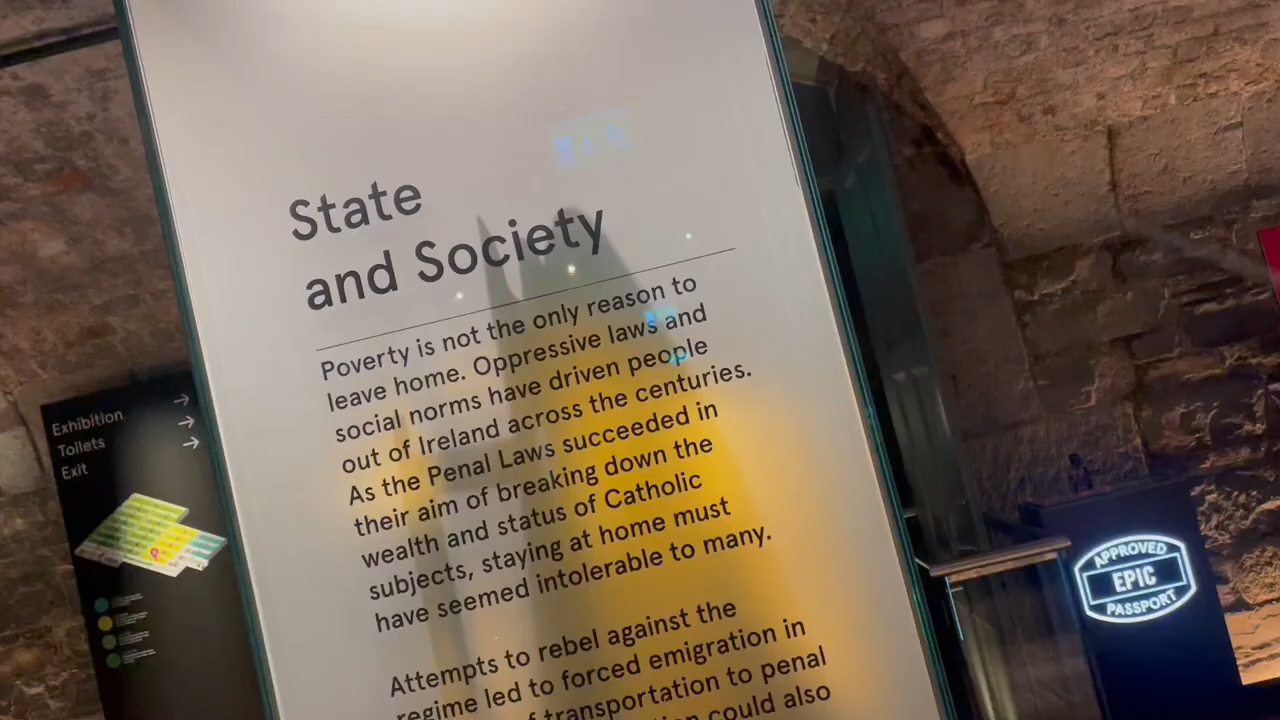 State
and Society
Poverty is not the only reason to
leave home. Oppressive laws and
social norms have driven people
out of Ireland across the centuries.
As the Penal Laws succeeded in
their aim of breaking down the
wealth and status of Catholic
subjects, staying at home must
have seemed intolerable to many.
Attempts to rebel against the
regime led to forced emigration in
transportation to penal
could also
Exhibition
Toilets
Exit
APPROVED
EPIC
PASSPORT